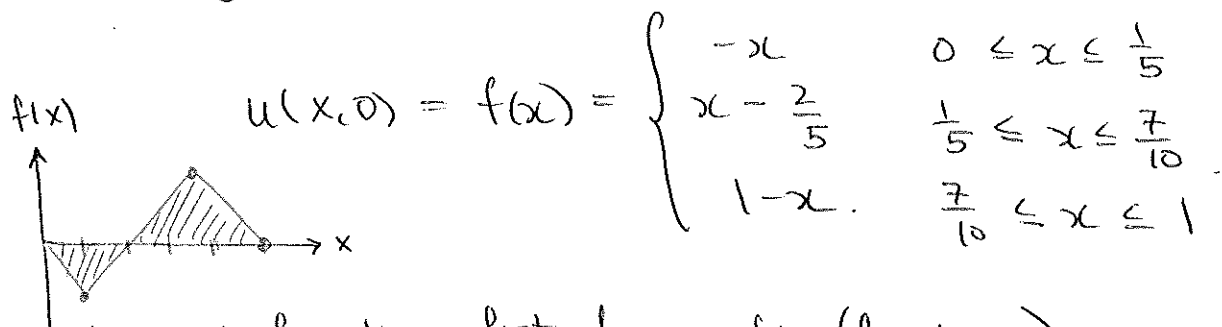 -x 0 ≤ x ≤ 1/5
f(x) u(x,0) = f(x) = { x - 2/5 1/5 ≤ x ≤ 7/10
1-x. 7/10 ≤ x ≤ 1
x